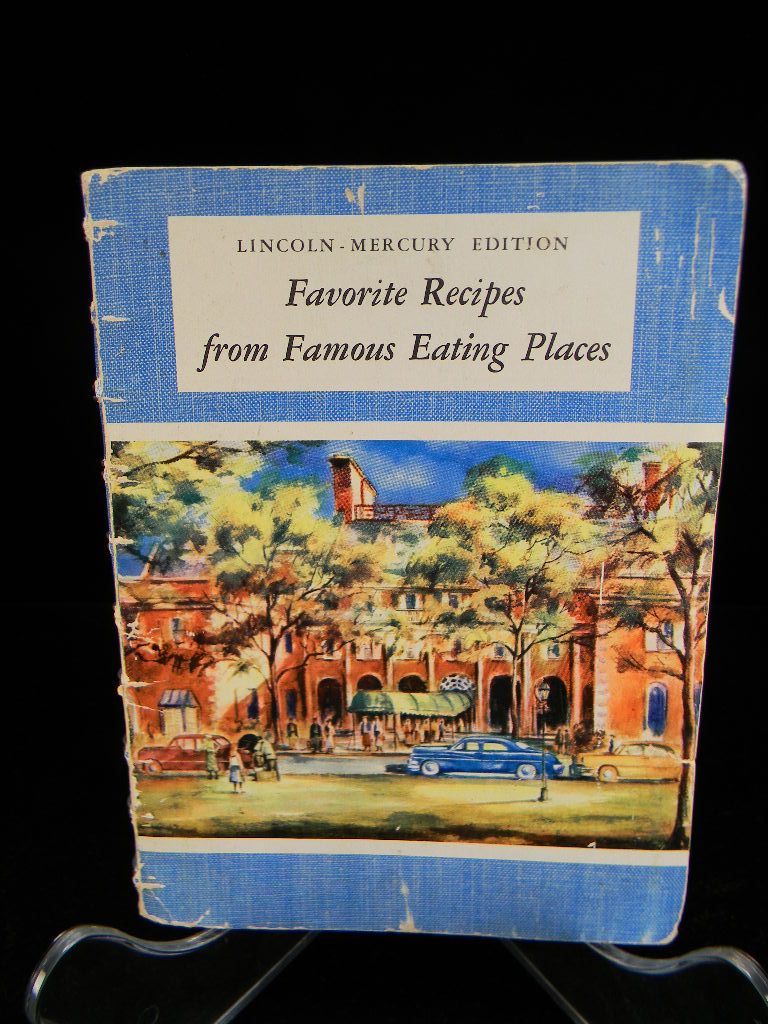 LINCOLN-MERCURY EDITION
Favorite Recipes
from Famous Eating Places